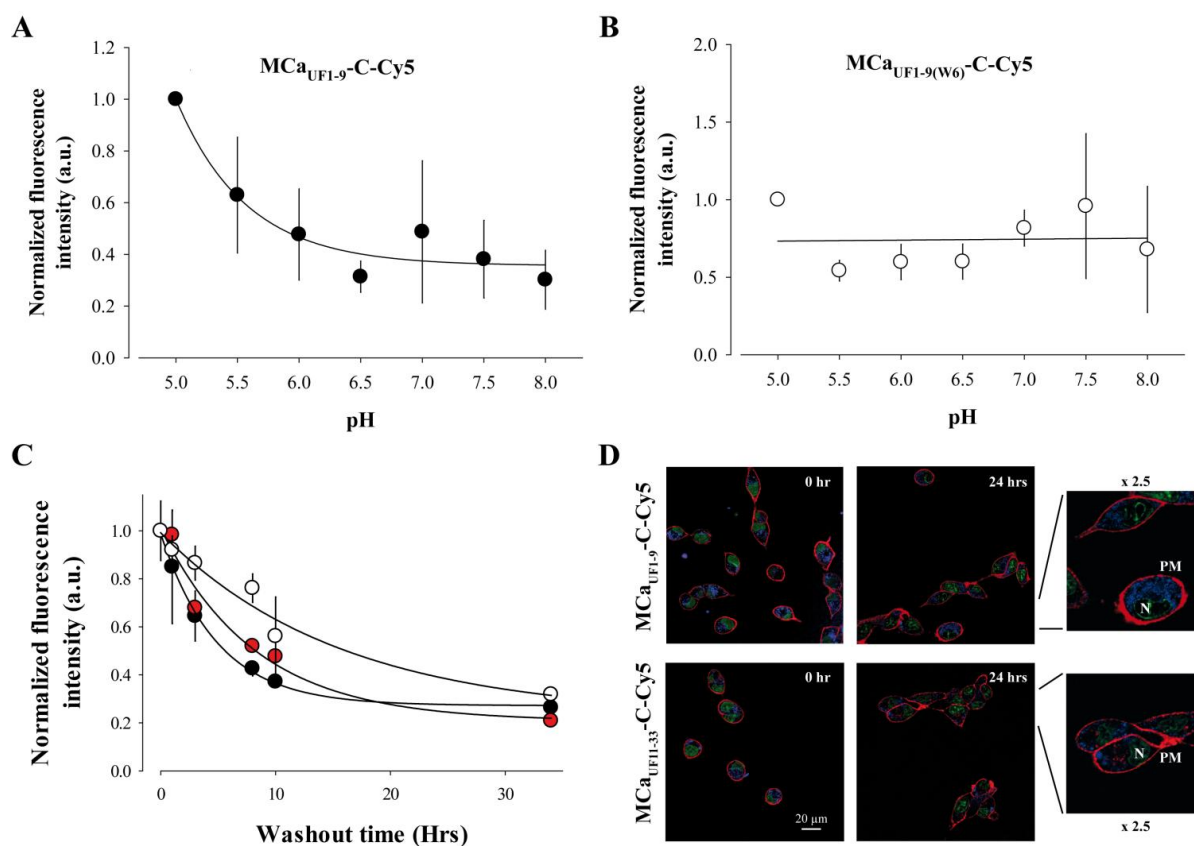 A
MCa_UF1-9-C-Cy5
Normalized fluorescence
intensity (a.u.)
1.2
1.0
0.8
0.6
0.4
0.2
0.0
5.0 5.5 6.0 6.5 7.0 7.5 8.0
pH
B
MCa_UF1-9(W6)-C-Cy5
Normalized fluorescence
intensity (a.u.)
2.0
1.5
1.0
0.5
0.0
5.0 5.5 6.0 6.5 7.0 7.5 8.0
pH
C
Normalized fluorescence
intensity (a.u.)
1.0
0.8
0.6
0.4
0.2
0.0
0 10 20 30
Washout time (Hrs)
D
MCa_UF1-9-C-Cy5
0 hr
24 hrs
x 2.5
PM
N
MCa_UF11-33-C-Cy5
0 hr
20 µm
24 hrs
N
PM
x 2.5